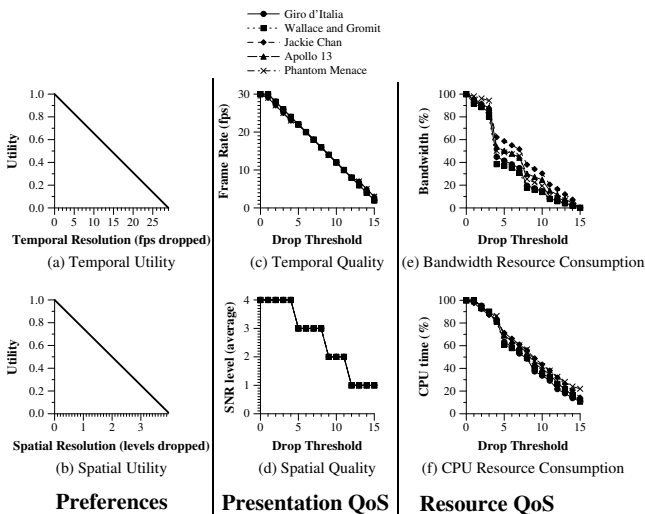 Giro d'Italia
Wallace and Gromit
Jackie Chan
Apollo 13
Phantom Menace
1.0
0.8
0.6
0.4
0.2
0.0
Utility
0 5 10 15 20 25
Temporal Resolution (fps dropped)
(a) Temporal Utility
30
20
10
0
Frame Rate (fps)
0 5 10 15
Drop Threshold
(c) Temporal Quality
100
80
60
40
20
0
Bandwidth (%)
0 5 10 15
Drop Threshold
(e) Bandwidth Resource Consumption
1.0
0.8
0.6
0.4
0.2
0.0
Utility
0 1 2 3
Spatial Resolution (levels dropped)
(b) Spatial Utility
4
3
2
1
0
SNR level (average)
0 5 10 15
Drop Threshold
(d) Spatial Quality
100
80
60
40
20
0
CPU time (%)
0 5 10 15
Drop Threshold
(f) CPU Resource Consumption
Preferences
Presentation QoS
Resource QoS